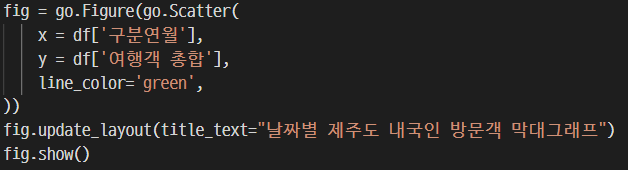 fig = go.Figure(go.Scatter(
    x = df['구분연월'],
    y = df['여행객 총합'],
    line_color='green',
))
fig.update_layout(title_text="날짜별 제주도 내국인 방문객 막대그래프")
fig.show()